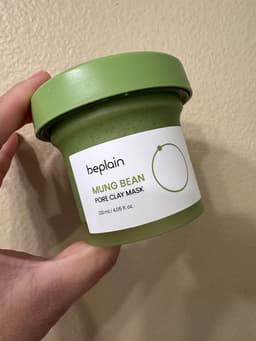 beplain
MUNG BEAN
PORE CLAY MASK
120 ml / 4.05 fl. oz.